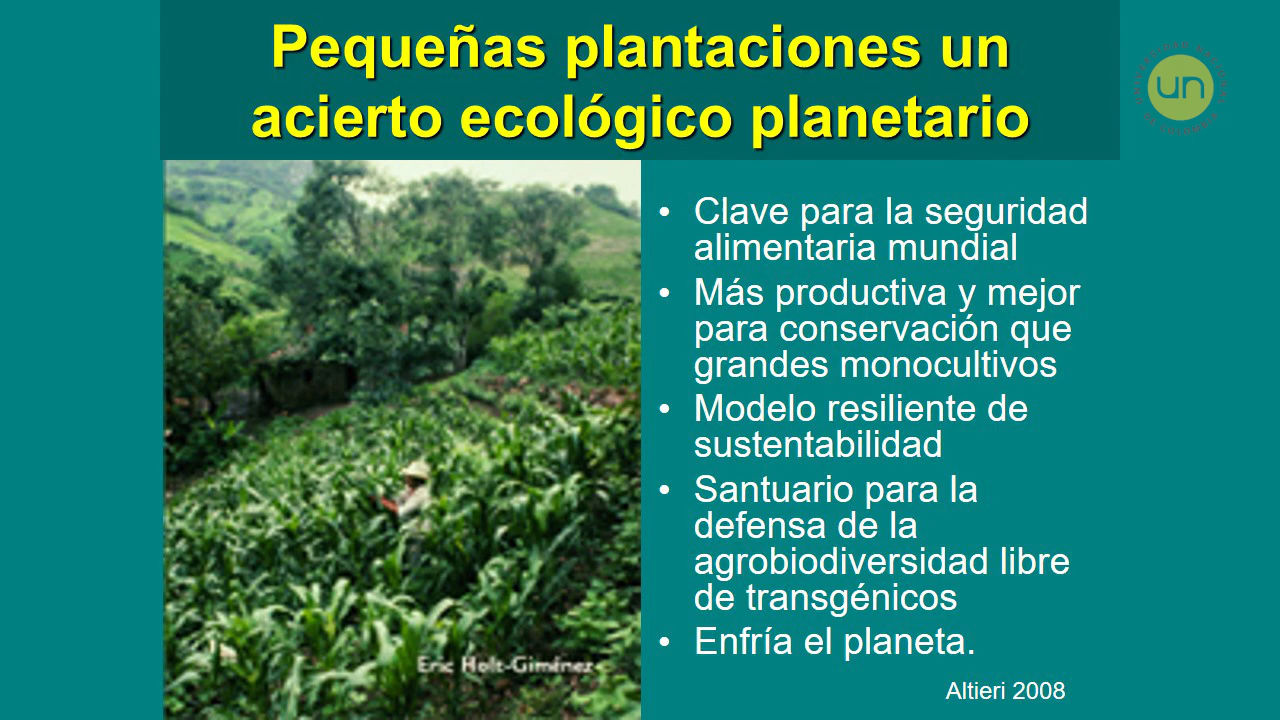 Pequeñas plantaciones un
acierto ecológico planetario
un
• Clave para la seguridad
alimentaria mundial
• Más productiva y mejor
para conservación que
grandes monocultivos
• Modelo resiliente de
sustentabilidad
• Santuario para la
defensa de la
agrobiodiversidad libre
de transgénicos
• Enfría el planeta.
Eric Holt-Giménez
Altieri 2008